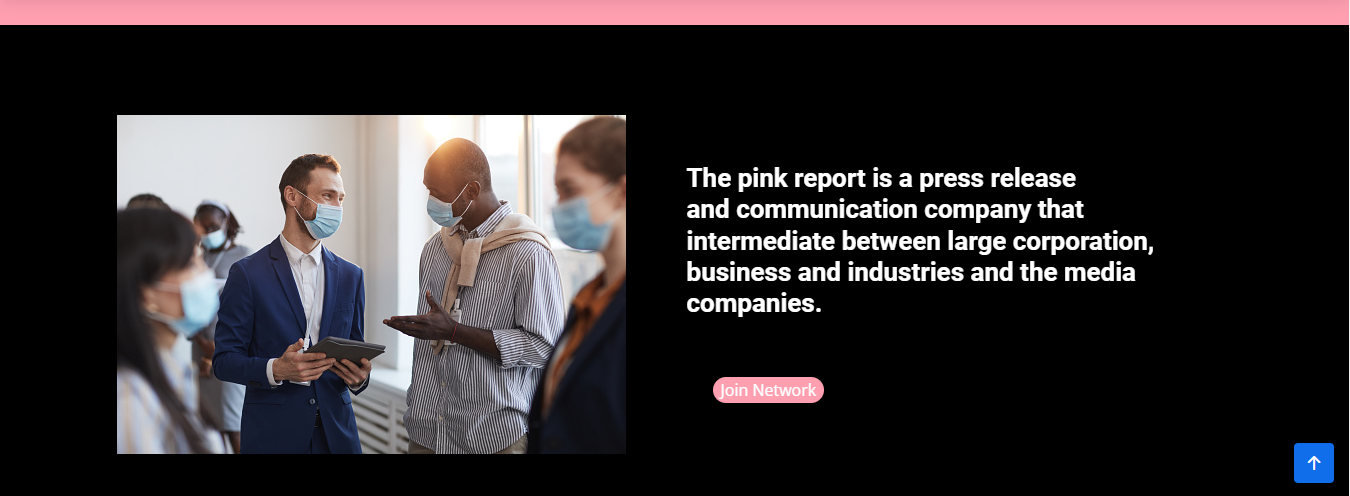 The pink report is a press release
and communication company that
intermediate between large corporation,
business and industries and the media
companies.
Join Network